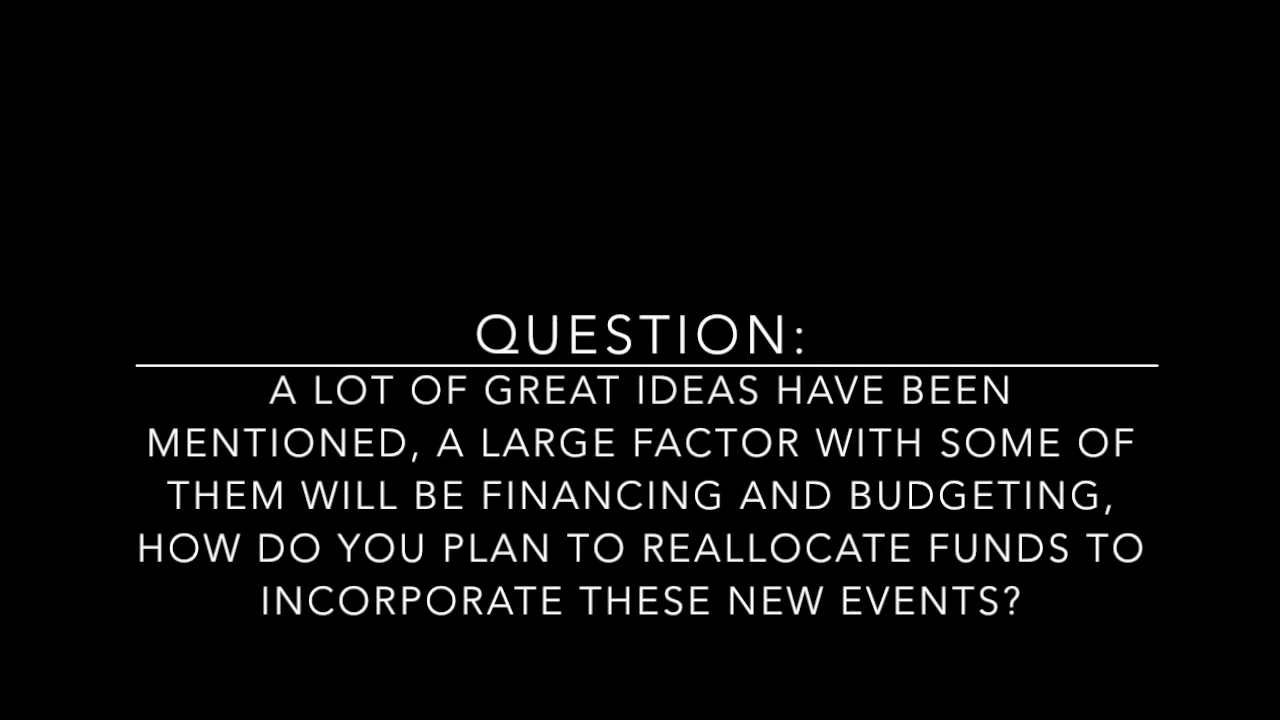 QUESTION:
A LOT OF GREAT IDEAS HAVE BEEN
MENTIONED, A LARGE FACTOR WITH SOME OF
THEM WILL BE FINANCING AND BUDGETING,
HOW DO YOU PLAN TO REALLOCATE FUNDS TO
INCORPORATE THESE NEW EVENTS?